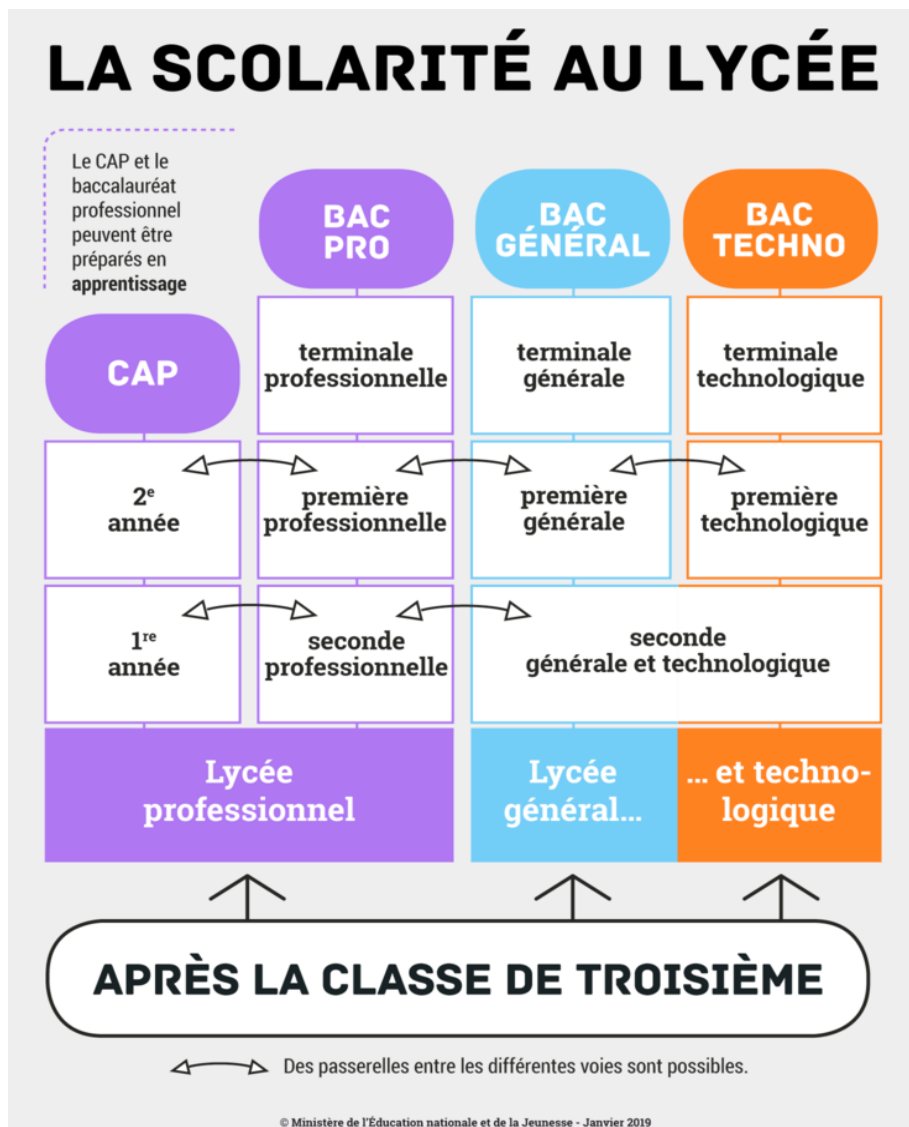 LA SCOLARITÉ AU LYCÉE
Le CAP et le
baccalauréat
professionnel
peuvent être
préparés en
apprentissage
BAC
PRO
BAC
GÉNÉRAL
BAC
TECHNO
CAP
terminale
professionnelle
terminale
générale
terminale
technologique
2e
année
première
professionnelle
première
générale
première
technologique
1re
année
seconde
professionnelle
seconde
générale et technologique
Lycée
professionnel
Lycée
général...
... et techno-
logique
APRÈS LA CLASSE DE TROISIÈME
Des passerelles entre les différentes voies sont possibles.
© Ministère de l'Éducation nationale et de la Jeunesse - Janvier 2019